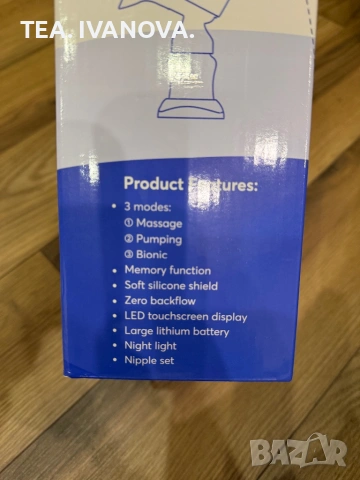 TEA. IVANOVA.
Product Features:
• 3 modes:
① Massage
② Pumping
③ Bionic
• Memory function
• Soft silicone shield
• Zero backflow
• LED touchscreen display
• Large lithium battery
• Night light
• Nipple set
BAZAR